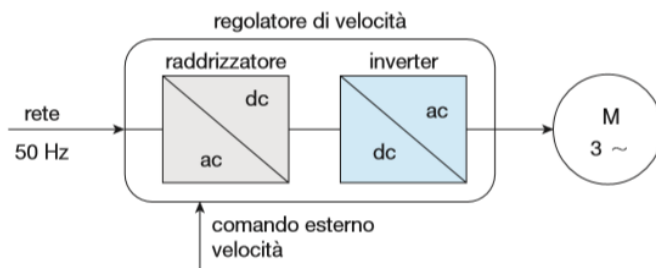 regolatore di velocità
raddrizzatore
inverter
dc
ac
rete
50 Hz
ac
dc
M
3 ~
comando esterno
velocità